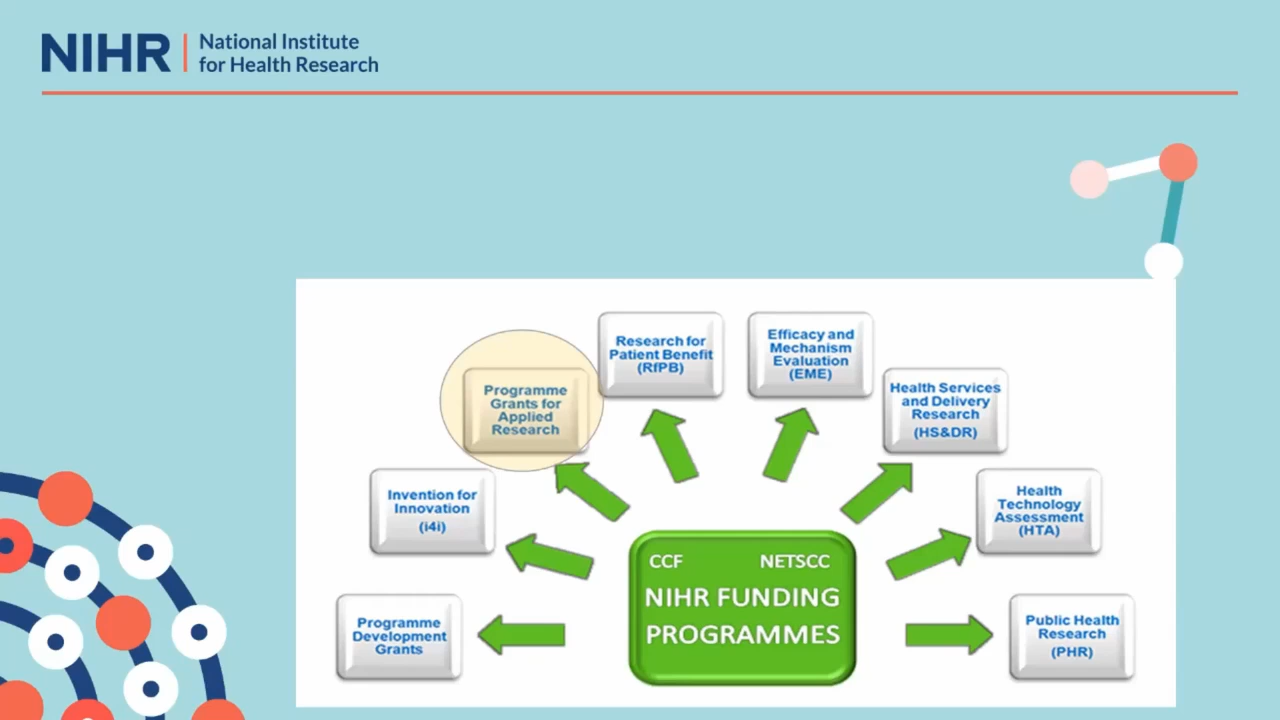 NIHR
National Institute
for Health Research
Research for
Patient Benefit
(RfPB)
Efficacy and
Mechanism
Evaluation
(EME)
Programme
Grants for
Applied
Research
Health Services
and Delivery
Research
(HS&DR)
Invention for
Innovation
(i4i)
Health
Technology
Assessment
(HTA)
CCF NETSCC
NIHR FUNDING
PROGRAMMES
Programme
Development
Grants
Public Health
Research
(PHR)